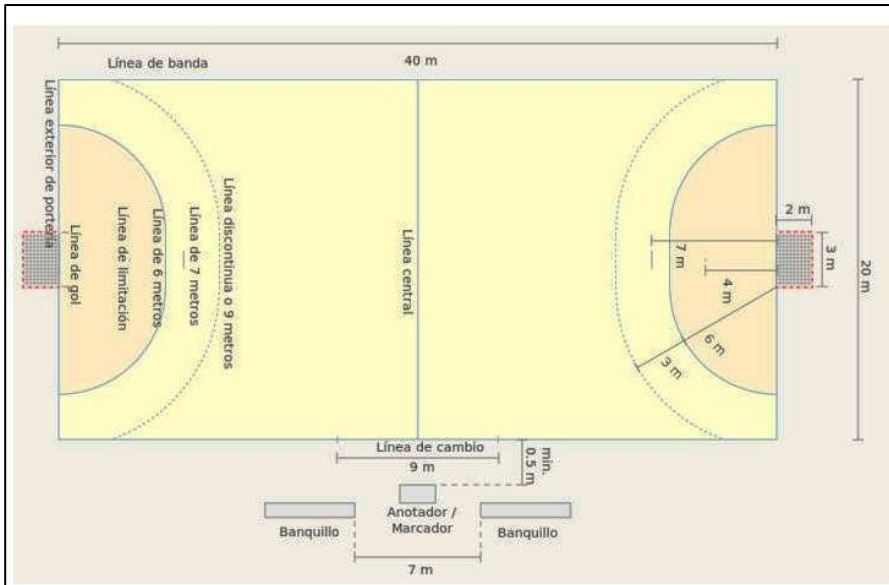 40 m
Línea de banda
Línea exterior de portería
Línea de gol
Línea de limitación
Línea de 6 metros
Línea de 7 metros
Línea discontinua o 9 metros
Línea central
7 m
4 m
6 m
3 m
2 m
3 m
20 m
Línea de cambio
9 m
min.
0.5 m
Anotador /
Marcador
Banquillo
Banquillo
7 m